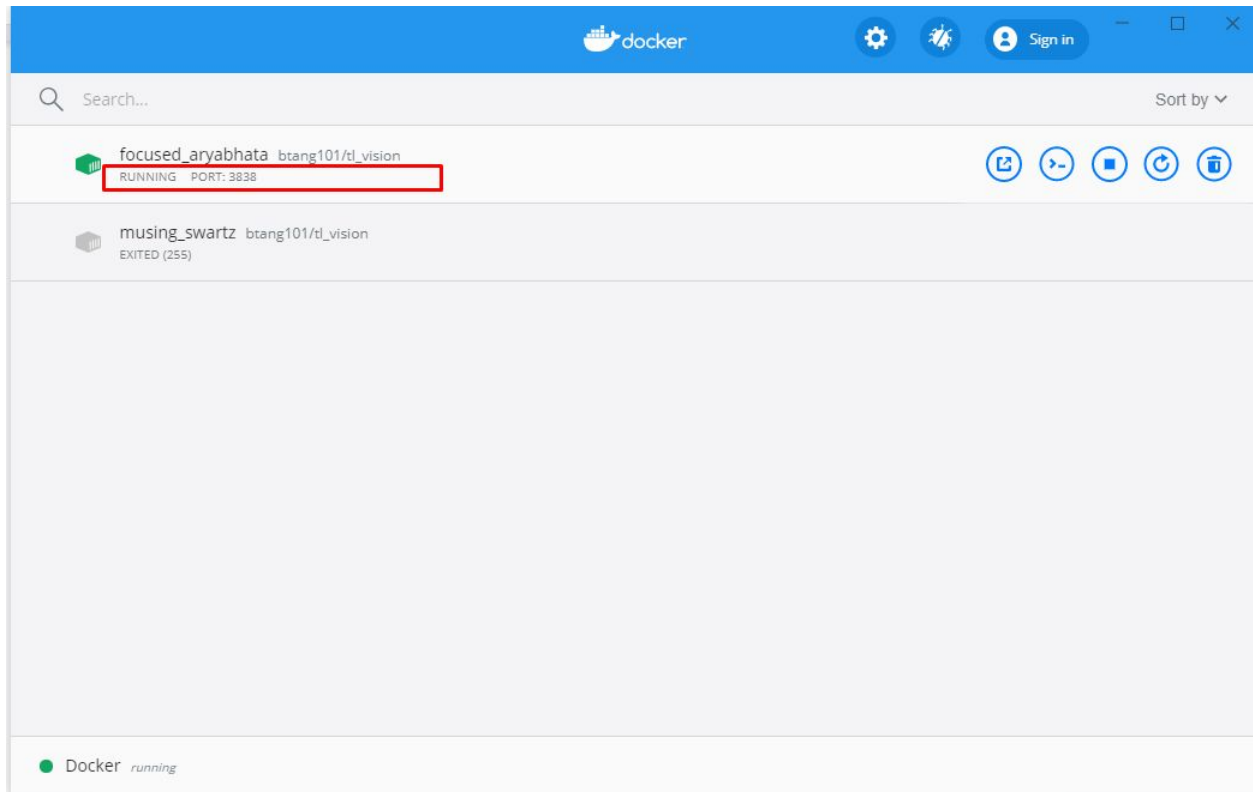 docker
Sign in
Search...
Sort by
focused_aryabhata btang101/tl_vision
RUNNING PORT: 3838
musing_swartz btang101/tl_vision
EXITED (255)
Docker running